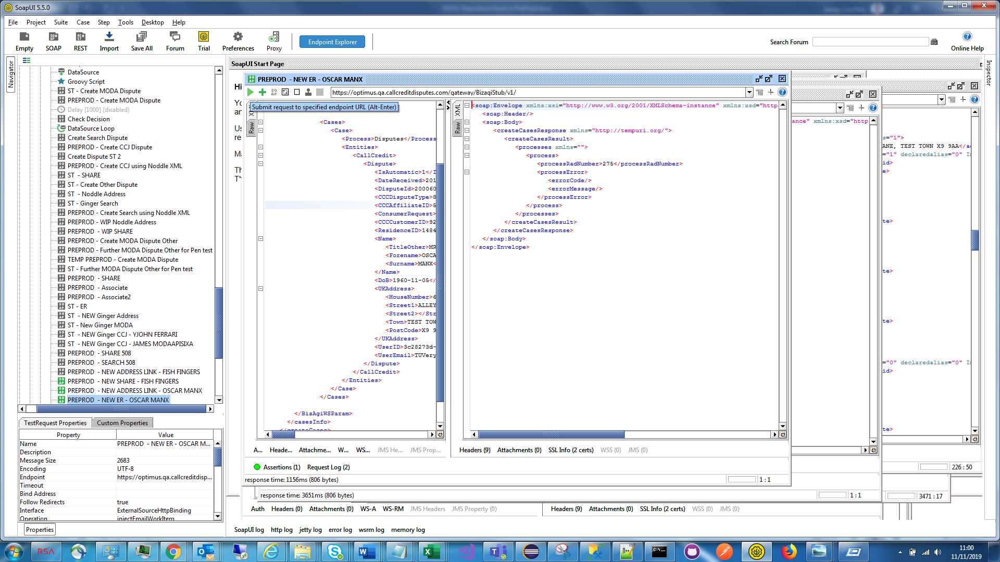 SoapUI 5.5.0
File Project Suite Case Step Tools Desktop Help
Empty SOAP REST Import Save All Forum Trial Preferences Proxy Endpoint Explorer Search Forum Online Help
Navigator
Inspector
DataSource
Groovy Script
ST - Create MODA Dispute
PREPROD - Create MODA Dispute
Delay [1000] (disabled)
Check Decision
DataSource Loop
Create Search Dispute
PREPROD - Create CCJ Dispute
Create Dispute ST 2
PREPROD - Create CCJ using Noddle XML
ST - SHARE
ST - Create Other Dispute
ST - Noddle Address
ST - Ginger Search
PREPROD - Create Search using Noddle XML
PREPROD - WIP Noddle Address
PREPROD - WIP SHARE
PREPROD - Create MODA Dispute Other
PREPROD - Further MODA Dispute Other for Pen test
TEMP PREPROD - Create MODA Dispute
ST - Further MODA Dispute Other for Pen test
PREPROD - SHARE
PREPROD - Associate
PREPROD - Associate2
ST - ER
ST - NEW Ginger Address
ST - New Ginger MODA
ST - NEW Ginger CCJ - YJOHN FERRARI
ST - NEW Ginger CCJ - JAMES MODAAPISIXA
PREPROD - SHARE 508
PREPROD - SEARCH 508
PREPROD - NEW ADDRESS LINK - FISH FINGERS
PREPROD - NEW SHARE - FISH FINGERS
PREPROD - NEW ADDRESS LINK - OSCAR MANX
PREPROD - NEW ER - OSCAR MANX
TestRequest Properties Custom Properties
Property Value
Name PREPROD - NEW ER - OSCAR M...
Description
Message Size 2683
Encoding UTF-8
Endpoint https://optimus.qa.callcreditdisp...
Timeout
Bind Address
Follow Redirects true
Interface ExternalSourceHttpBinding
Operation injectEmailWorkItem
Properties
SoapUI Start Page
Hi
Yo
an
Us
re
Ma
Th
Th
PREPROD - NEW ER - OSCAR MANX
https://optimus.qa.callcreditdisputes.com/gateway/BizaqiStub/v1/
Submit request to specified endpoint URL (Alt-Enter)
Raw
<Cases>
<Case>
<Process>Disputes</Process
<Entities>
<CallCredit>
<Dispute>
<IsAutomatic>1</I
<DateReceived>201
<DisputeId>200060
<CCCDisputeType>8
<CCCAffiliateID>5
<ConsumerRequest>
<CCCCustomerID>92
<ResidenceID>1484
<Name>
<TitleOther>MR
<Forename>OSCA
<Surname>MANX<
</Name>
<DoB>1960-11-05</
<UKAddress>
<HouseNumber>6
<Street1>ALLEY
<Street2></Str
<Town>TEST TOW
<PostCode>X9 9
</UKAddress>
<UserID>3c28273d-
<UserEmail>TUVery
</Dispute>
</CallCredit>
</Entities>
</Case>
</Cases>
</BizAgiWSParam>
</casesInfo>
</createCases>
XML
Raw
<soap:Envelope xmlns:xsi="http://www.w3.org/2001/XMLSchema-instance" xmlns:xsd="http
<soap:Header/>
<soap:Body>
<createCasesResponse xmlns="http://tempuri.org/">
<createCasesResult>
<processes xmlns="">
<process>
<processRadNumber>275</processRadNumber>
<processError>
<errorCode/>
<errorMessage/>
</processError>
</process>
</processes>
</createCasesResult>
</createCasesResponse>
</soap:Body>
</soap:Envelope>
ance" xmlns:xsd="http
s="1">
ANE, TEST TOWN X9 9AA</a
="1" declaredalias="0" I
id>
e>
te>
te>
te>
="0" declaredalias="0" I
id>
te>
A... Heade... Attachme... W... WS... JMS He... JMS Prop...
Headers (9) Attachments (0) SSL Info (2 certs) WSS (0) JMS (0)
Assertions (1) Request Log (2)
response time: 1156ms (806 bytes) 1 : 1
226 : 50
response time: 3651ms (806 bytes) 1 : 1
3471 : 17
Auth Headers (0) Attachments (0) WS-A WS-RM JMS Headers JMS Property (0)
Headers (9) Attachments (0) SSL Info (2 certs) WSS (0) JMS (0)
SoapUI log http log jetty log error log wsrm log memory log
RSA
11:00
11/11/2019